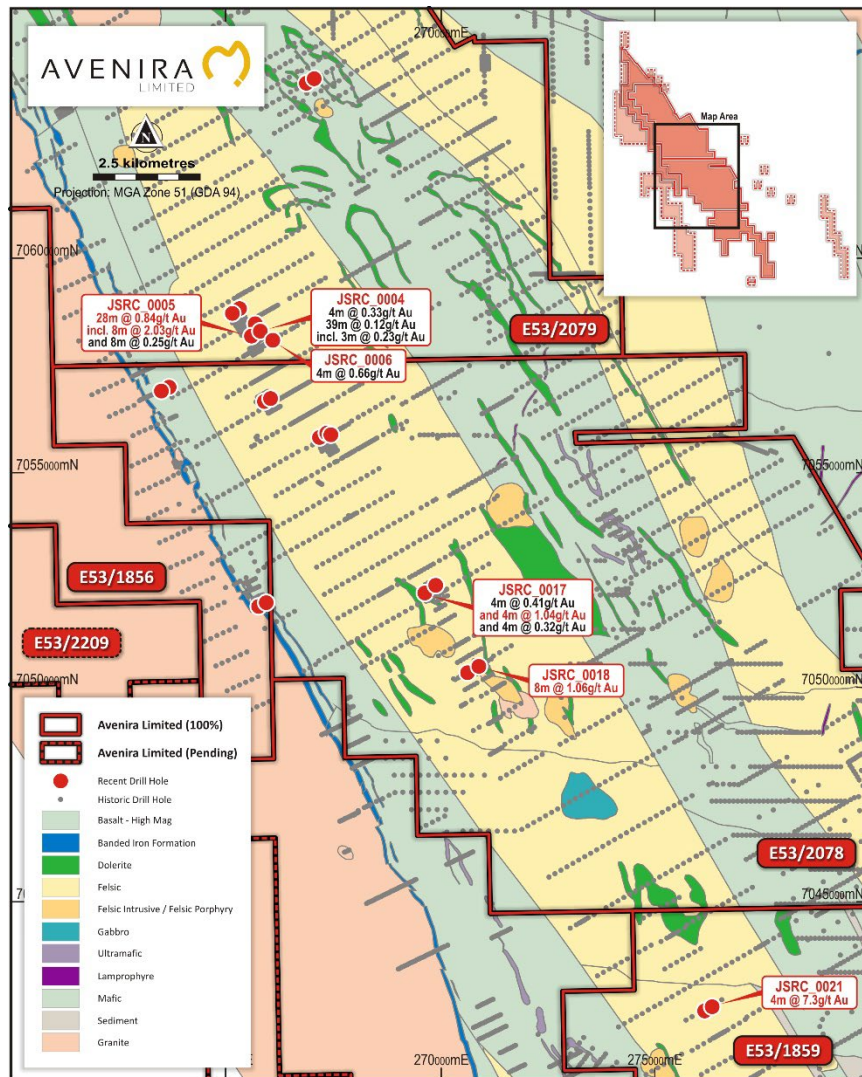 270000mE
AVENIRA
LIMITED
N
2.5 kilometres
Projection: MGA Zone 51 (GDA 94)
Map Area
7060000mN
JSRC_0005
28m @ 0.84g/t Au
incl. 8m @ 2.03g/t Au
and 8m @ 0.25g/t Au
JSRC_0004
4m @ 0.33g/t Au
39m @ 0.12g/t Au
incl. 3m @ 0.23g/t Au
JSRC_0006
4m @ 0.66g/t Au
E53/2079
7055000mN
7055000mN
E53/1856
E53/2209
JSRC_0017
4m @ 0.41g/t Au
and 4m @ 1.04g/t Au
and 4m @ 0.32g/t Au
JSRC_0018
8m @ 1.06g/t Au
7050000mN
7050000mN
Avenira Limited (100%)
Avenira Limited (Pending)
Recent Drill Hole
Historic Drill Hole
Basalt - High Mag
Banded Iron Formation
Dolerite
Felsic
Felsic Intrusive / Felsic Porphyry
Gabbro
Ultramafic
Lamprophyre
Mafic
Sediment
Granite
E53/2078
7045000mN
JSRC_0021
4m @ 7.3g/t Au
E53/1859
270000mE
275000mE